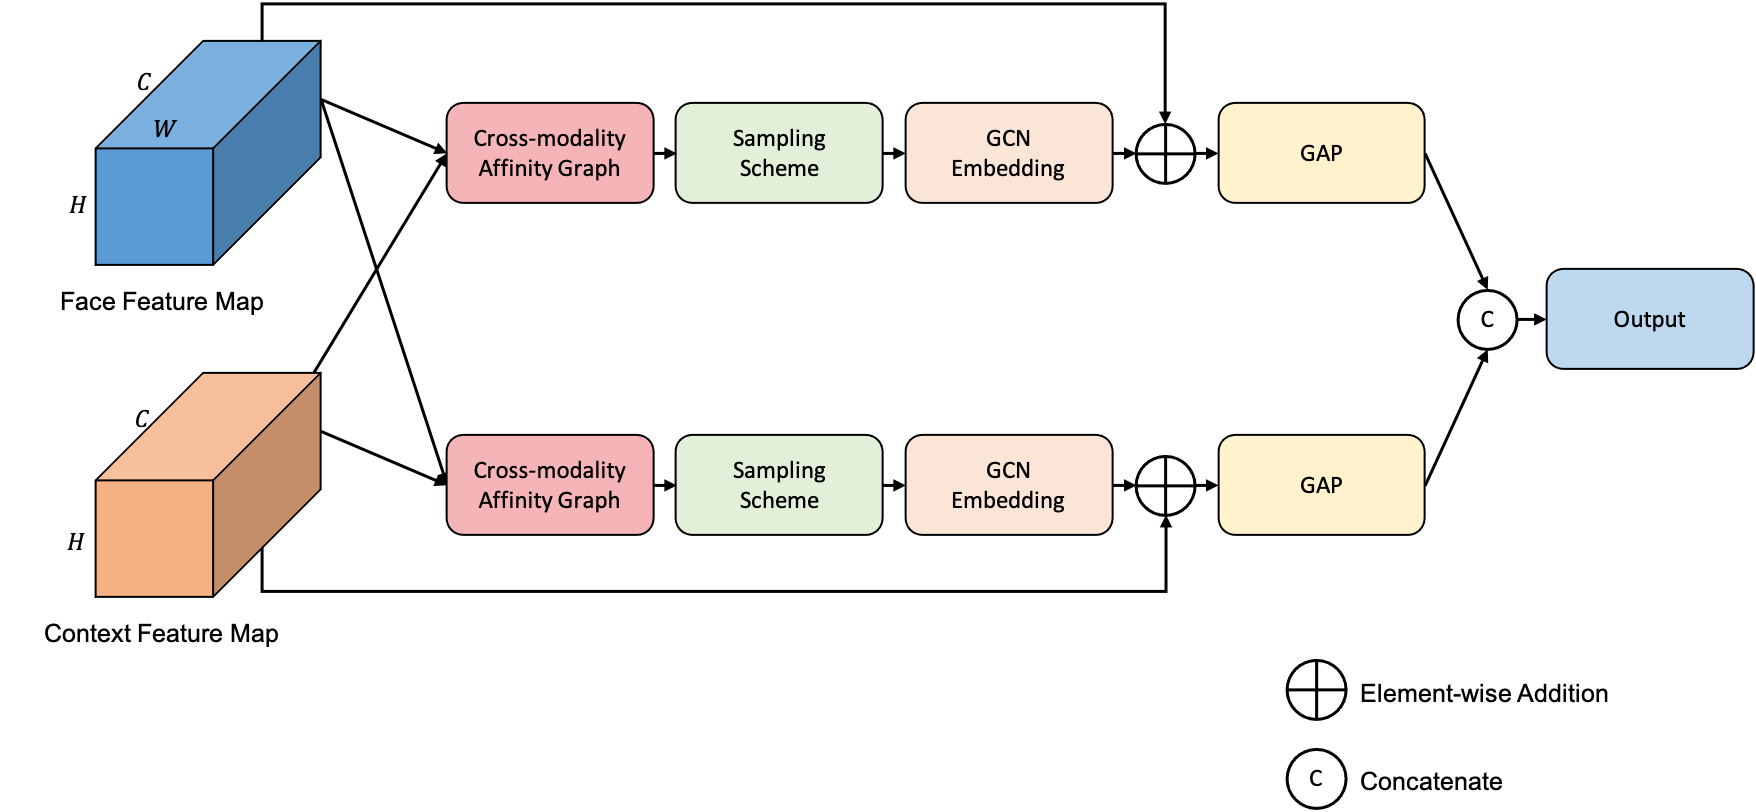 C
W
H
Face Feature Map
Cross-modality
Affinity Graph
Sampling
Scheme
GCN
Embedding
GAP
C
Output
C
H
Context Feature Map
Cross-modality
Affinity Graph
Sampling
Scheme
GCN
Embedding
GAP
Element-wise Addition
C
Concatenate